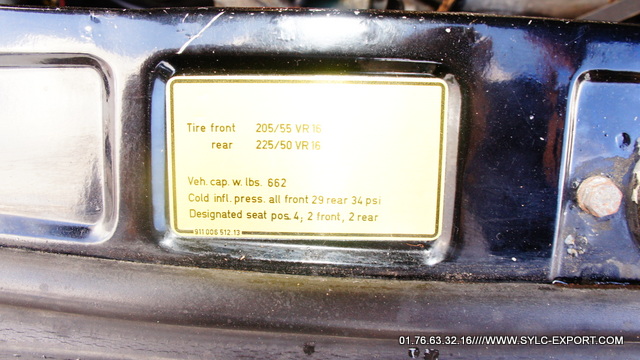 Tire front 205/55 VR 16
rear 225/50 VR 16
Veh. cap. w. lbs. 662
Cold infl. press. all front 29 rear 34 psi
Designated seat pos. 4; 2 front, 2 rear
911 006 512 13
01.76.63.32.16////WWW.SYLC-EXPORT.COM